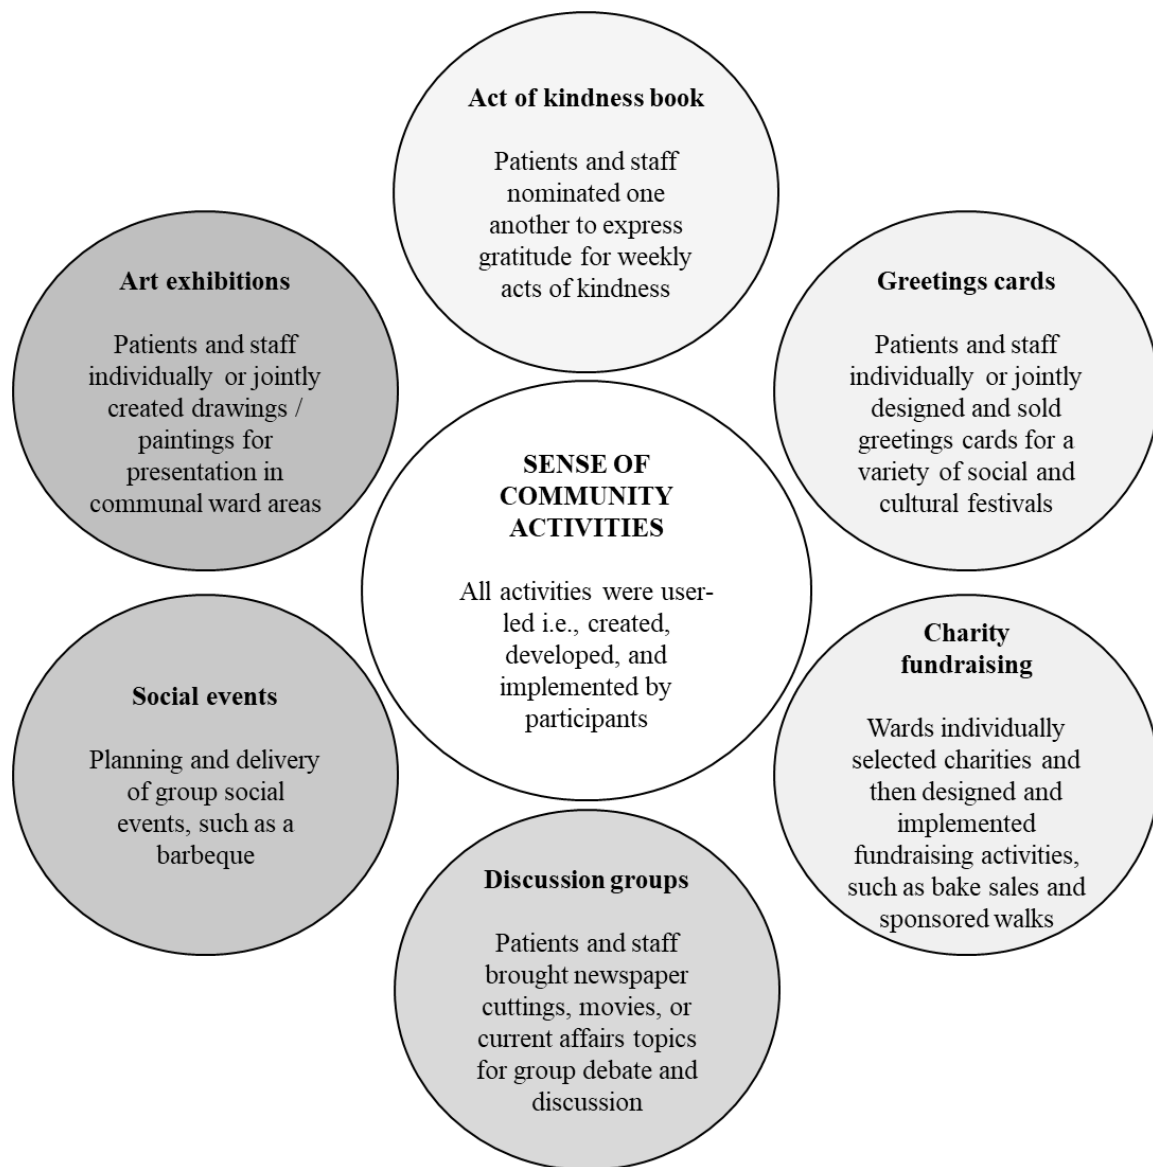 Act of kindness book
Patients and staff
nominated one
another to express
gratitude for weekly
acts of kindness
Art exhibitions
Patients and staff
individually or jointly
created drawings /
paintings for
presentation in
communal ward areas
Greetings cards
Patients and staff
individually or jointly
designed and sold
greetings cards for a
variety of social and
cultural festivals
SENSE OF
COMMUNITY
ACTIVITIES
All activities were user-
led i.e., created,
developed, and
implemented by
participants
Social events
Planning and delivery
of group social
events, such as a
barbeque
Charity
fundraising
Wards individually
selected charities and
then designed and
implemented
fundraising activities,
such as bake sales and
sponsored walks
Discussion groups
Patients and staff
brought newspaper
cuttings, movies, or
current affairs topics
for group debate and
discussion